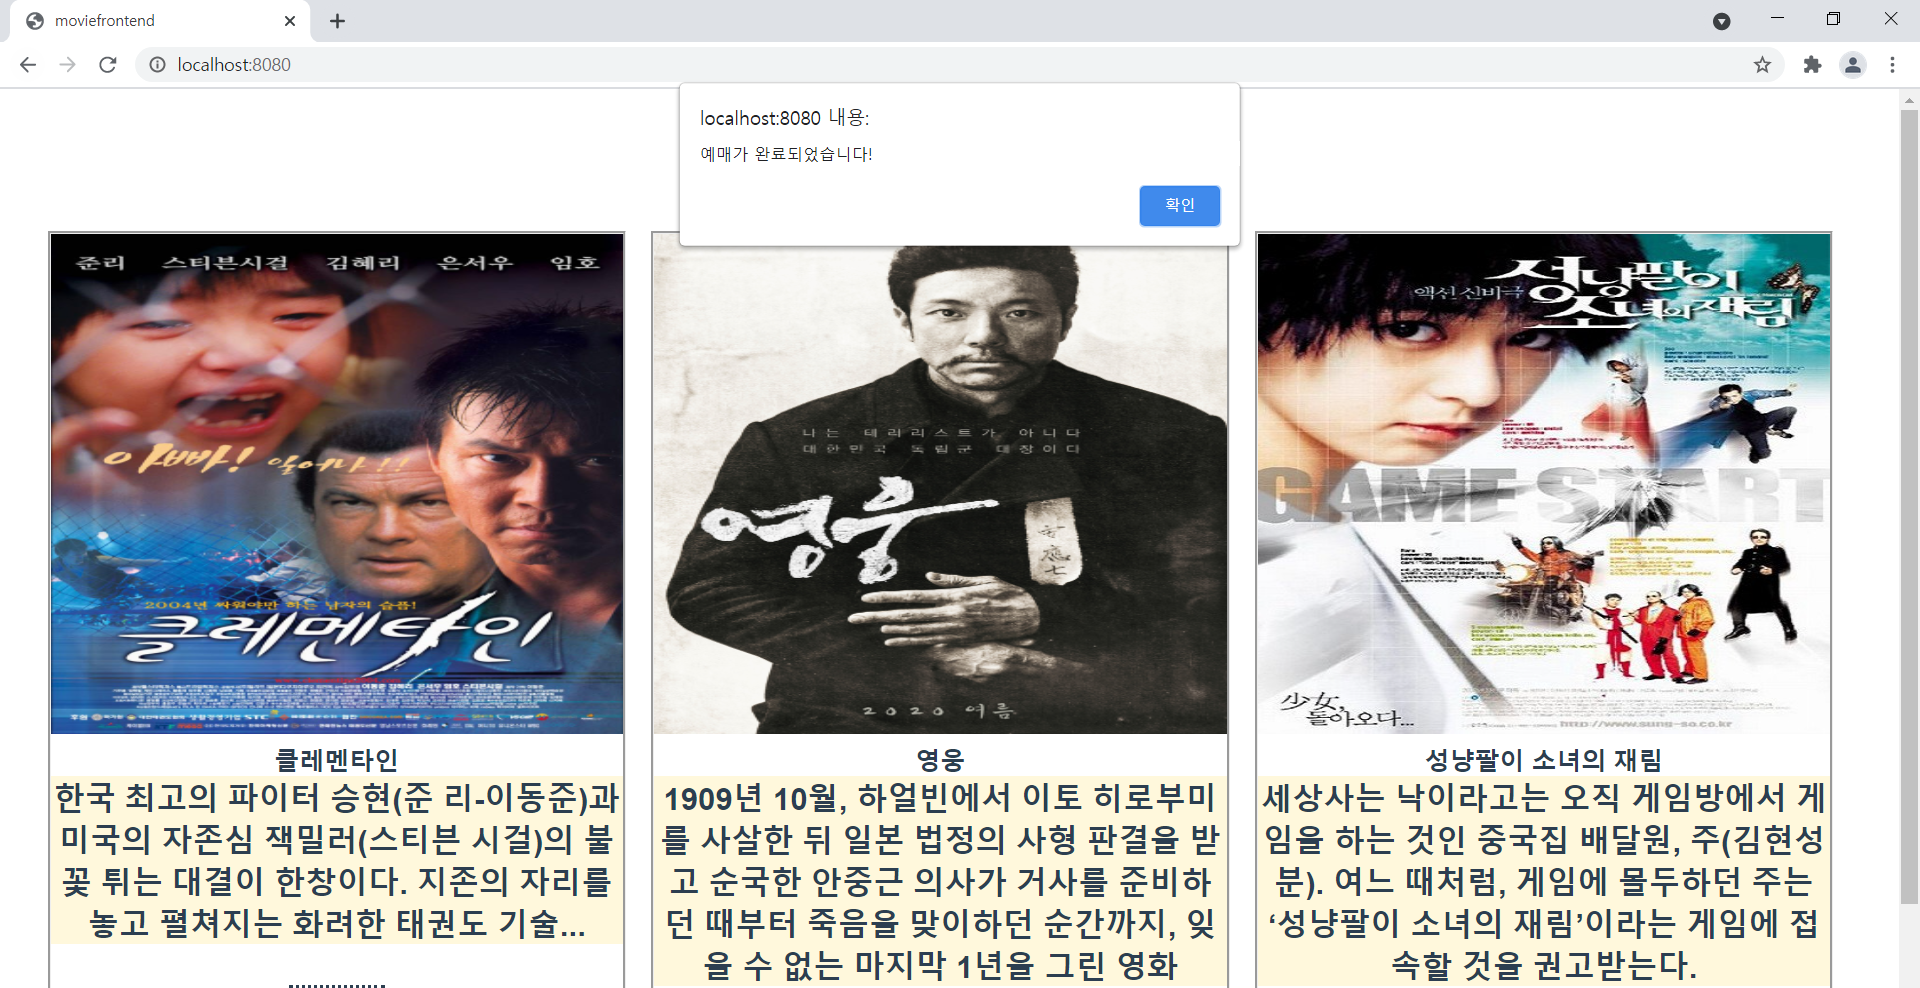 moviefrontend
localhost:8080
localhost:8080 내용:
예매가 완료되었습니다!
확인
준리 스티븐시걸 김혜리 은서우 임호
아빠! 일어나!!
2004년 싸워야만 하는 남자의 슬픔!
클레멘타인
나는 테러리스트가 아니다
대한민국 독립군 대장이다
영웅
2020 여름
액션 신비극
성냥팔이
소녀의 재림
GAME START
少女,
돌아오다...
http://www.sung-so.co.kr
클레멘타인
한국 최고의 파이터 승현(준 리-이동준)과
미국의 자존심 잭밀러(스티븐 시걸)의 불
꽃 튀는 대결이 한창이다. 지존의 자리를
놓고 펼쳐지는 화려한 태권도 기술...
영웅
1909년 10월, 하얼빈에서 이토 히로부미
를 사살한 뒤 일본 법정의 사형 판결을 받
고 순국한 안중근 의사가 거사를 준비하
던 때부터 죽음을 맞이하던 순간까지, 잊
을 수 없는 마지막 1년을 그린 영화
성냥팔이 소녀의 재림
세상사는 낙이라고는 오직 게임방에서 게
임을 하는 것인 중국집 배달원, 주(김현성
분). 여느 때처럼, 게임에 몰두하던 주는
‘성냥팔이 소녀의 재림’이라는 게임에 접
속할 것을 권고받는다.